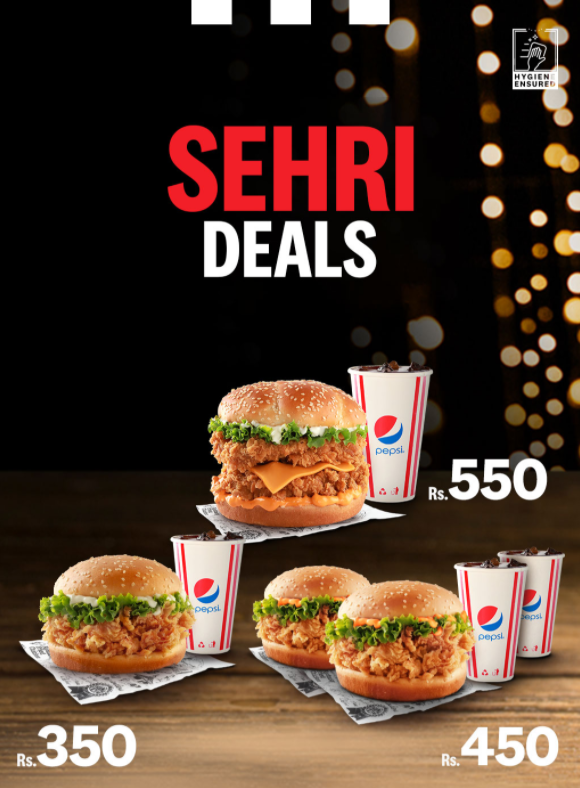 HYGIENE
ENSURED
SEHRI
DEALS
pepsi
Rs.550
pepsi
pepsi
pepsi
Rs.350
Rs.450